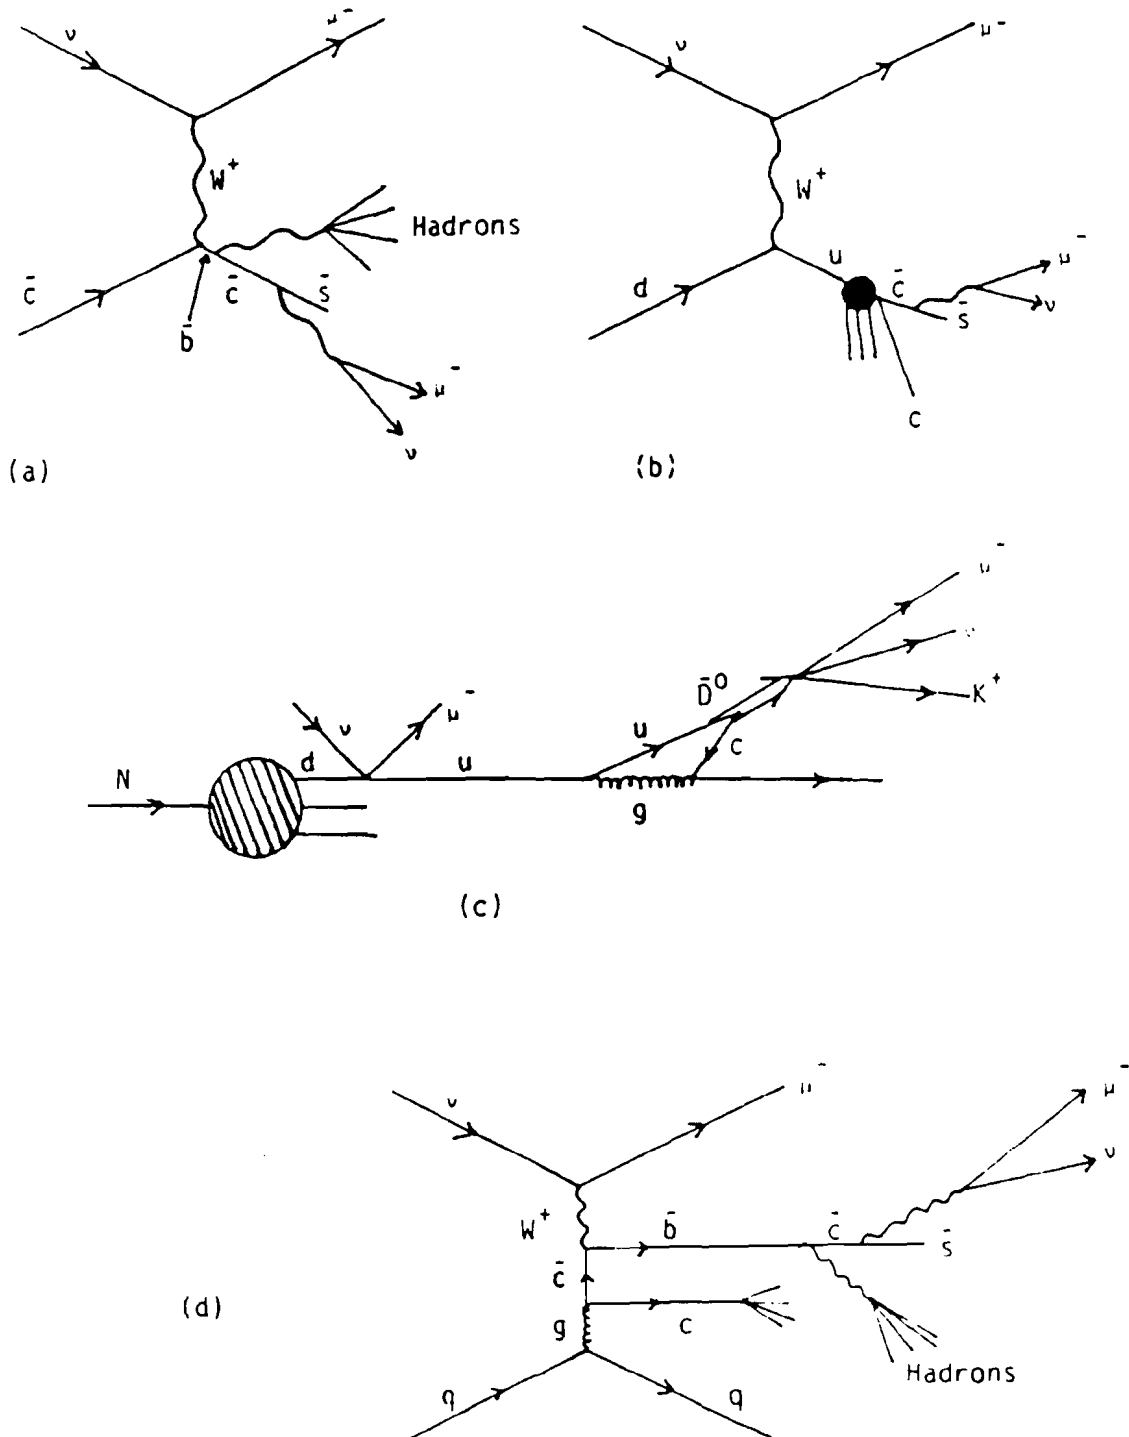 ν
μ⁻
W⁺
Hadrons
c̄
c̄
s̄
b̄
μ⁻
ν
(a)
ν
μ⁻
W⁺
u
d
c̄
s̄
μ⁻
ν
c
(b)
μ⁻
ν
K⁺
D̄⁰
N
d
ν
μ⁻
u
u
c
g
(c)
ν
μ⁻
W⁺
b̄
c̄
s̄
μ⁻
ν
c̄
g
c
Hadrons
q
q
(d)